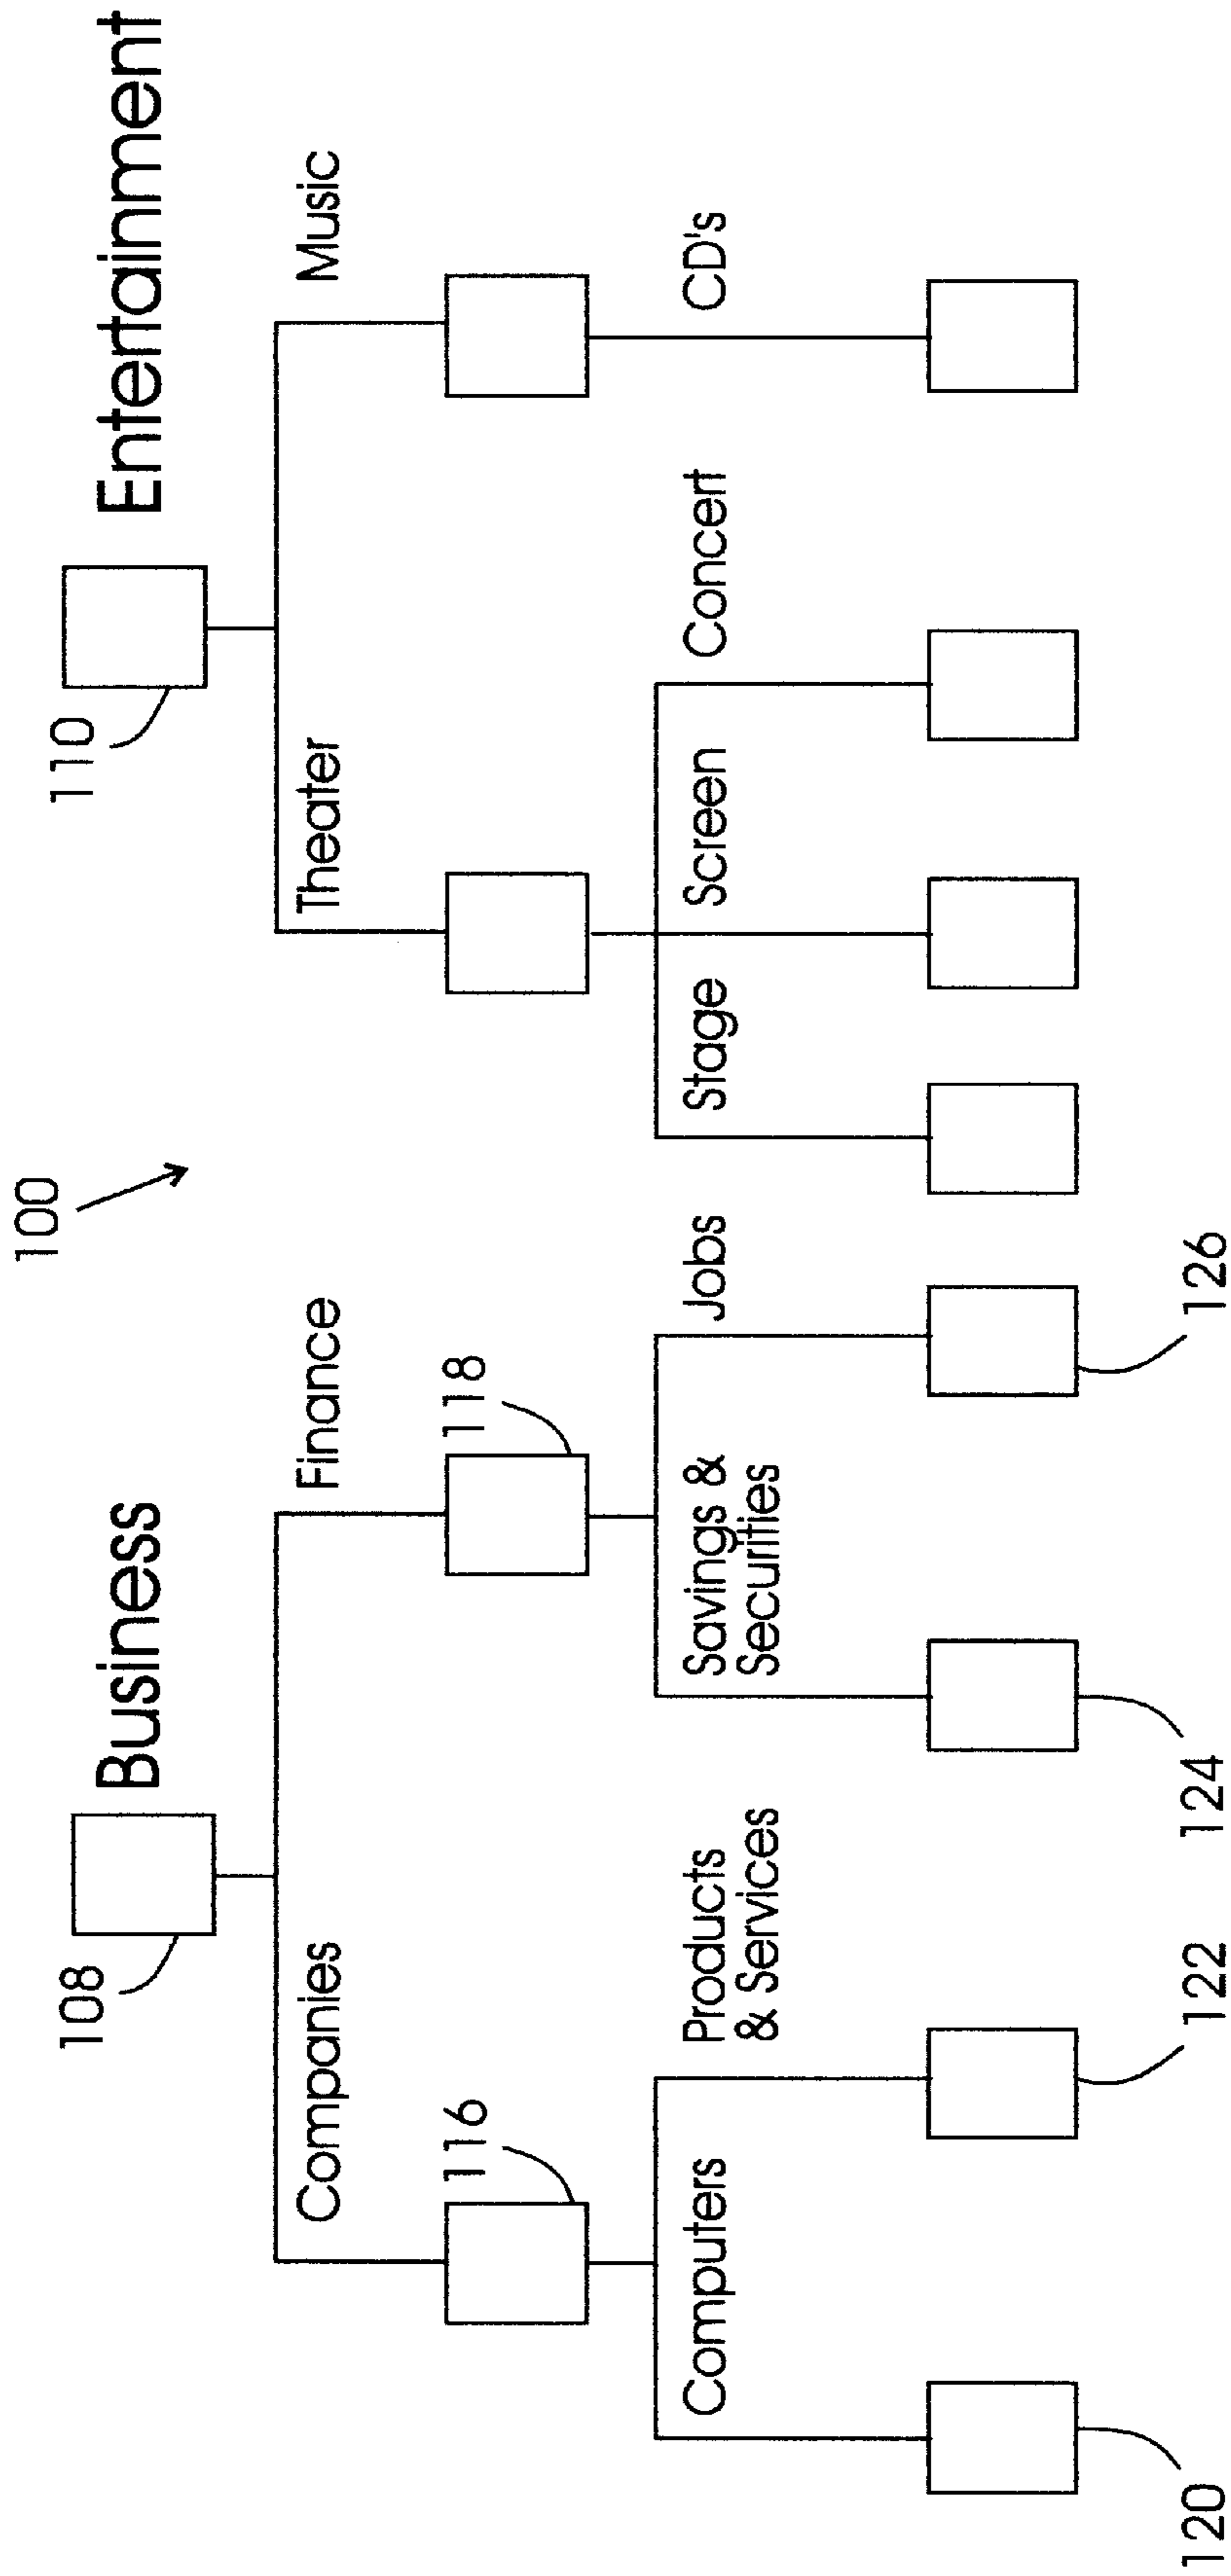 100
108
Business
110
Entertainment
Companies
Finance
Theater
Music
116
118
Computers
Products
& Services
Savings &
Securities
Jobs
Stage
Screen
Concert
CD's
120
122
124
126